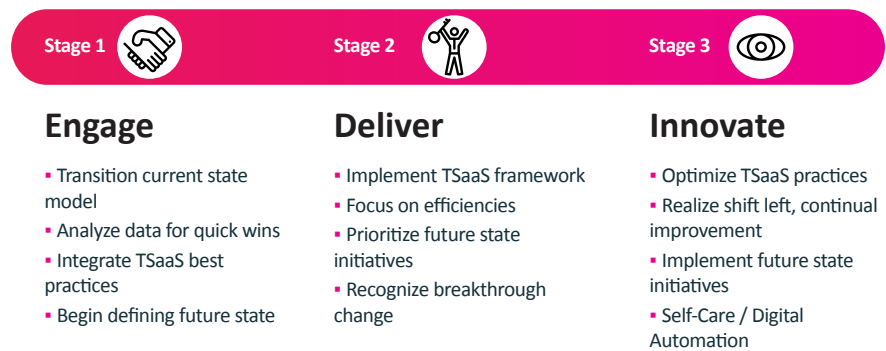 Stage 1
Stage 2
Stage 3
Engage
▪ Transition current state
model
▪ Analyze data for quick wins
▪ Integrate TSaaS best
practices
▪ Begin defining future state
Deliver
▪ Implement TSaaS framework
▪ Focus on efficiencies
▪ Prioritize future state
initiatives
▪ Recognize breakthrough
change
Innovate
▪ Optimize TSaaS practices
▪ Realize shift left, continual
improvement
▪ Implement future state
initiatives
▪ Self-Care / Digital
Automation